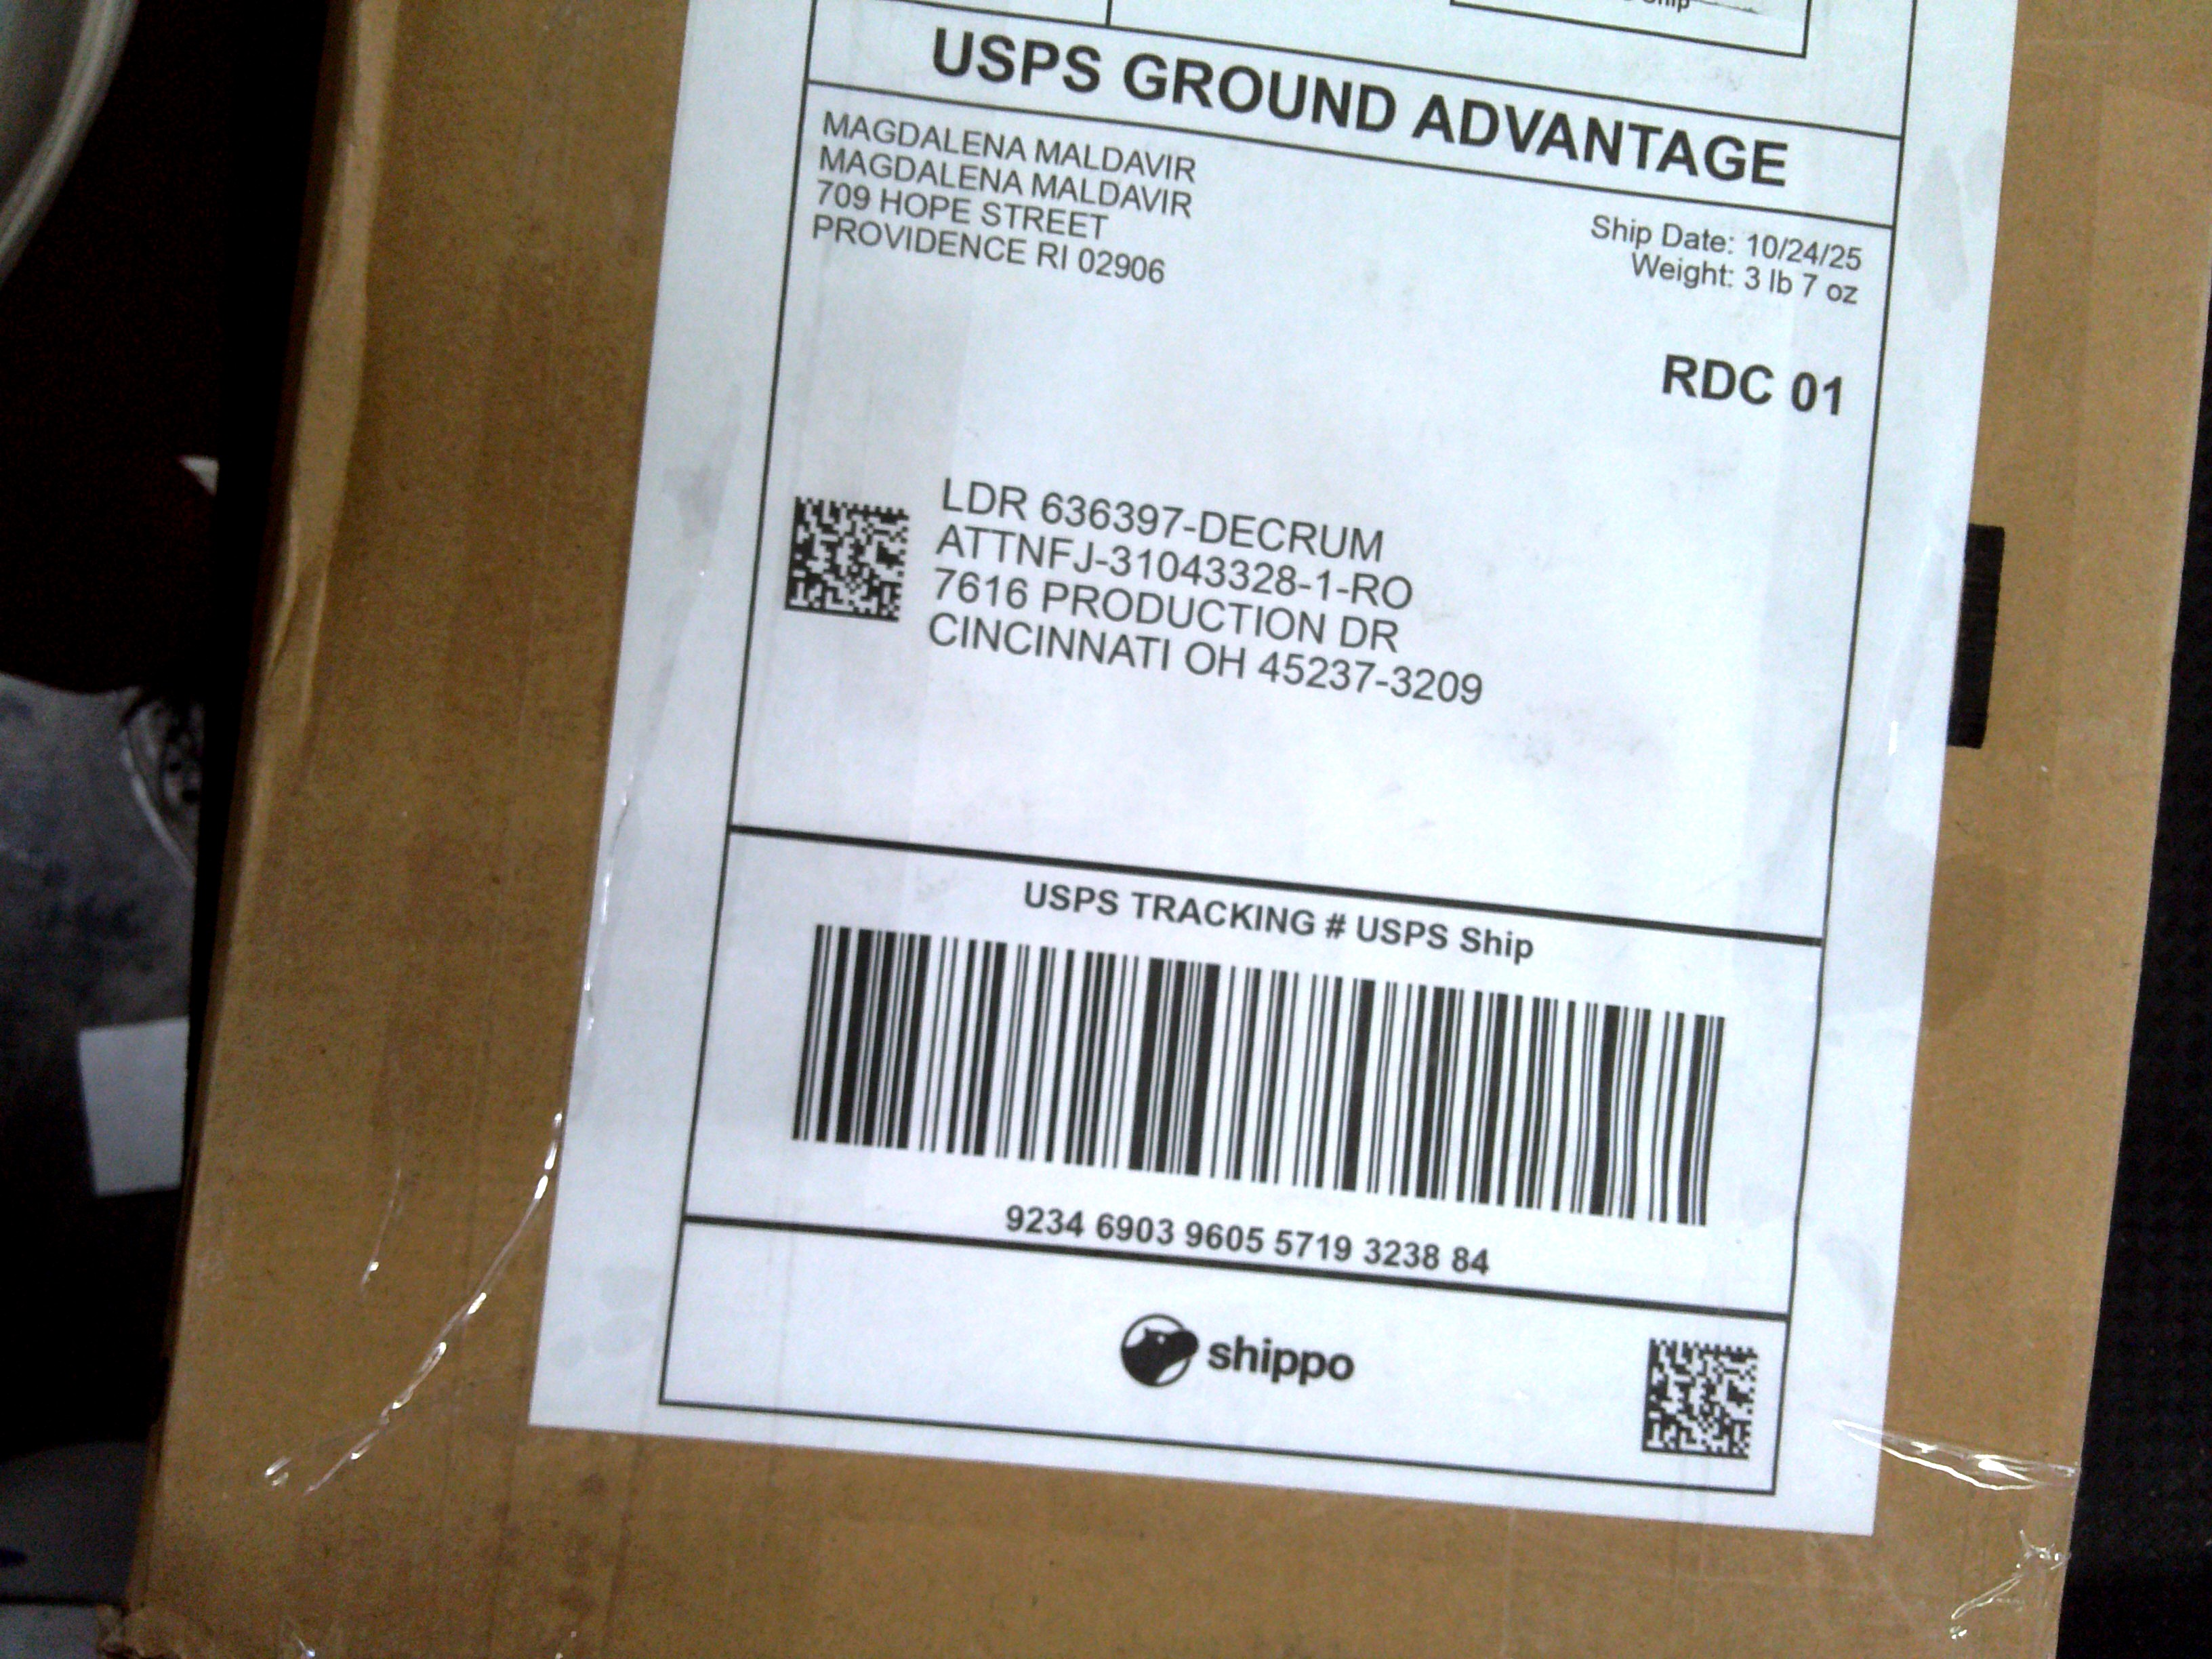 USPS GROUND ADVANTAGE
MAGDALENA MALDAVIR
MAGDALENA MALDAVIR
709 HOPE STREET
PROVIDENCE RI 02906
Ship Date: 10/24/25
Weight: 3 lb 7 oz
RDC 01
LDR 636397-DECRUM
ATTNFJ-31043328-1-RO
7616 PRODUCTION DR
CINCINNATI OH 45237-3209
USPS TRACKING # USPS Ship
9234 6903 9605 5719 3238 84
shippo